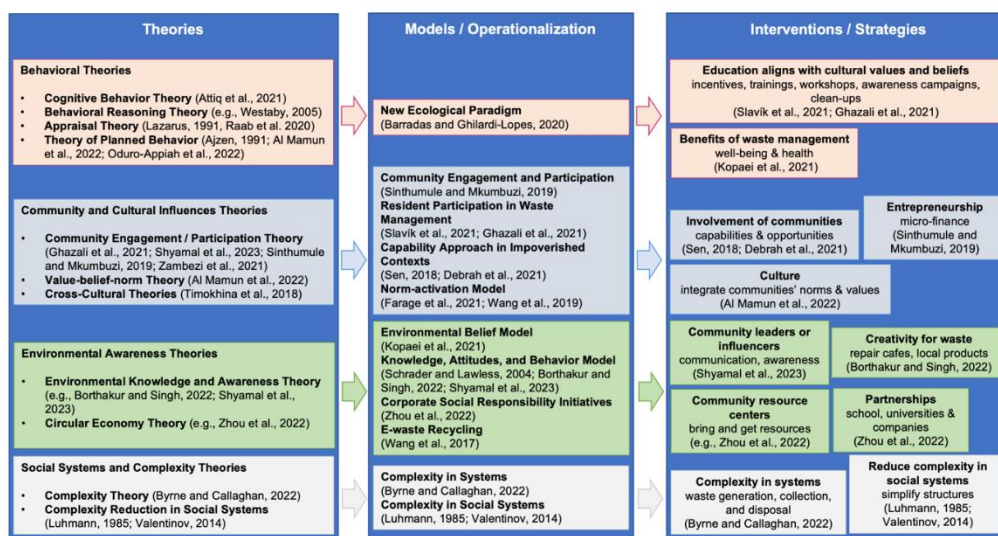 Theories
Behavioral Theories
• Cognitive Behavior Theory (Attiq et al., 2021)
• Behavioral Reasoning Theory (e.g., Westaby, 2005)
• Appraisal Theory (Lazarus, 1991, Raab et al. 2020)
• Theory of Planned Behavior (Ajzen, 1991; Al Mamun
et al., 2022; Oduro-Appiah et al., 2022)
Community and Cultural Influences Theories
• Community Engagement / Participation Theory
(Ghazali et al., 2021; Shyamal et al., 2023; Sinthumule
and Mkumbuzi, 2019; Zambezi et al., 2021)
• Value-belief-norm Theory (Al Mamun et al., 2022)
• Cross-Cultural Theories (Timokhina et al., 2018)
Environmental Awareness Theories
• Environmental Knowledge and Awareness Theory
(e.g., Borthakur and Singh, 2022; Shyamal et al.,
2023)
• Circular Economy Theory (e.g., Zhou et al., 2022)
Social Systems and Complexity Theories
• Complexity Theory (Byrne and Callaghan, 2022)
• Complexity Reduction in Social Systems
(Luhmann, 1985; Valentinov, 2014)
Models / Operationalization
New Ecological Paradigm
(Barradas and Ghilardi-Lopes, 2020)
Community Engagement and Participation
(Sinthumule and Mkumbuzi, 2019)
Resident Participation in Waste
Management
(Slavík et al., 2021; Ghazali et al., 2021)
Capability Approach in Impoverished
Contexts
(Sen, 2018; Debrah et al., 2021)
Norm-activation Model
(Farage et al., 2021; Wang et al., 2019)
Environmental Belief Model
(Kopaei et al., 2021)
Knowledge, Attitudes, and Behavior Model
(Schrader and Lawless, 2004; Borthakur and
Singh, 2022; Shyamal et al., 2023)
Corporate Social Responsibility Initiatives
(Zhou et al., 2022)
E-waste Recycling
(Wang et al., 2017)
Complexity in Systems
(Byrne and Callaghan, 2022)
Complexity in Social Systems
(Luhmann, 1985; Valentinov, 2014)
Interventions / Strategies
Education aligns with cultural values and beliefs
incentives, trainings, workshops, awareness campaigns,
clean-ups
(Slavík et al., 2021; Ghazali et al., 2021)
Benefits of waste management
well-being & health
(Kopaei et al., 2021)
Involvement of communities
capabilities & opportunities
(Sen, 2018; Debrah et al., 2021)
Entrepreneurship
micro-finance
(Sinthumule and
Mkumbuzi, 2019)
Culture
integrate communities' norms & values
(Al Mamun et al., 2022)
Community leaders or
influencers
communication, awareness
(Shyamal et al., 2023)
Creativity for waste
repair cafes, local products
(Borthakur and Singh, 2022)
Community resource
centers
bring and get resources
(e.g., Zhou et al., 2022)
Partnerships
school, universities &
companies
(Zhou et al., 2022)
Complexity in systems
waste generation, collection,
and disposal
(Byrne and Callaghan, 2022)
Reduce complexity in
social systems
simplify structures
(Luhmann, 1985;
Valentinov, 2014)